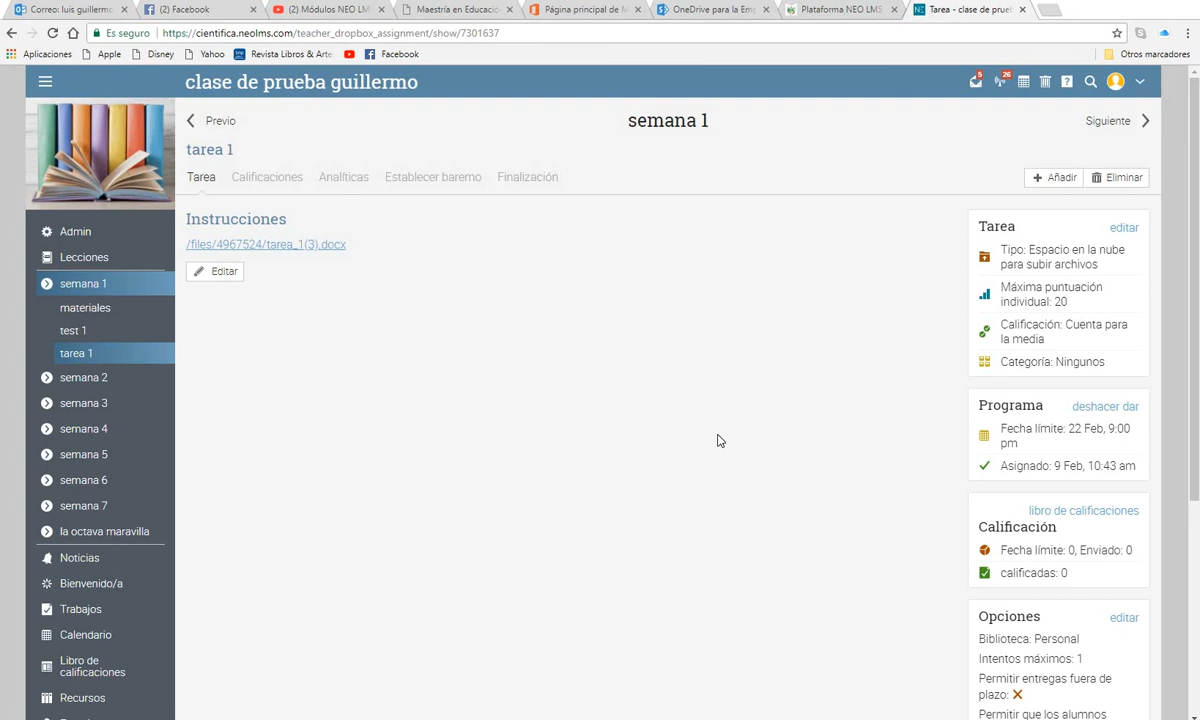 Correo: luis guillermo
(2) Facebook
(2) Módulos NEO LM
Maestría en Educació
Página principal de M
OneDrive para la Emp
Plataforma NEO LMS
Tarea - clase de prueb
Es seguro
https://cientifica.neolms.com/teacher_dropbox_assignment/show/7301637
Aplicaciones
Apple
Disney
Yahoo
Revista Libros & Arte
Facebook
Otros marcadores
clase de prueba guillermo
5
26
Previo
semana 1
Siguiente
tarea 1
Tarea
Calificaciones
Analíticas
Establecer baremo
Finalización
Añadir
Eliminar
Instrucciones
/files/4967524/tarea_1(3).docx
Editar
Admin
Lecciones
semana 1
materiales
test 1
tarea 1
semana 2
semana 3
semana 4
semana 5
semana 6
semana 7
la octava maravilla
Noticias
Bienvenido/a
Trabajos
Calendario
Libro de
calificaciones
Recursos
Tarea
editar
Tipo: Espacio en la nube
para subir archivos
Máxima puntuación
individual: 20
Calificación: Cuenta para
la media
Categoría: Ningunos
Programa
deshacer dar
Fecha límite: 22 Feb, 9:00
pm
Asignado: 9 Feb, 10:43 am
libro de calificaciones
Calificación
Fecha límite: 0, Enviado: 0
calificadas: 0
Opciones
editar
Biblioteca: Personal
Intentos máximos: 1
Permitir entregas fuera de
plazo:
Permitir que los alumnos